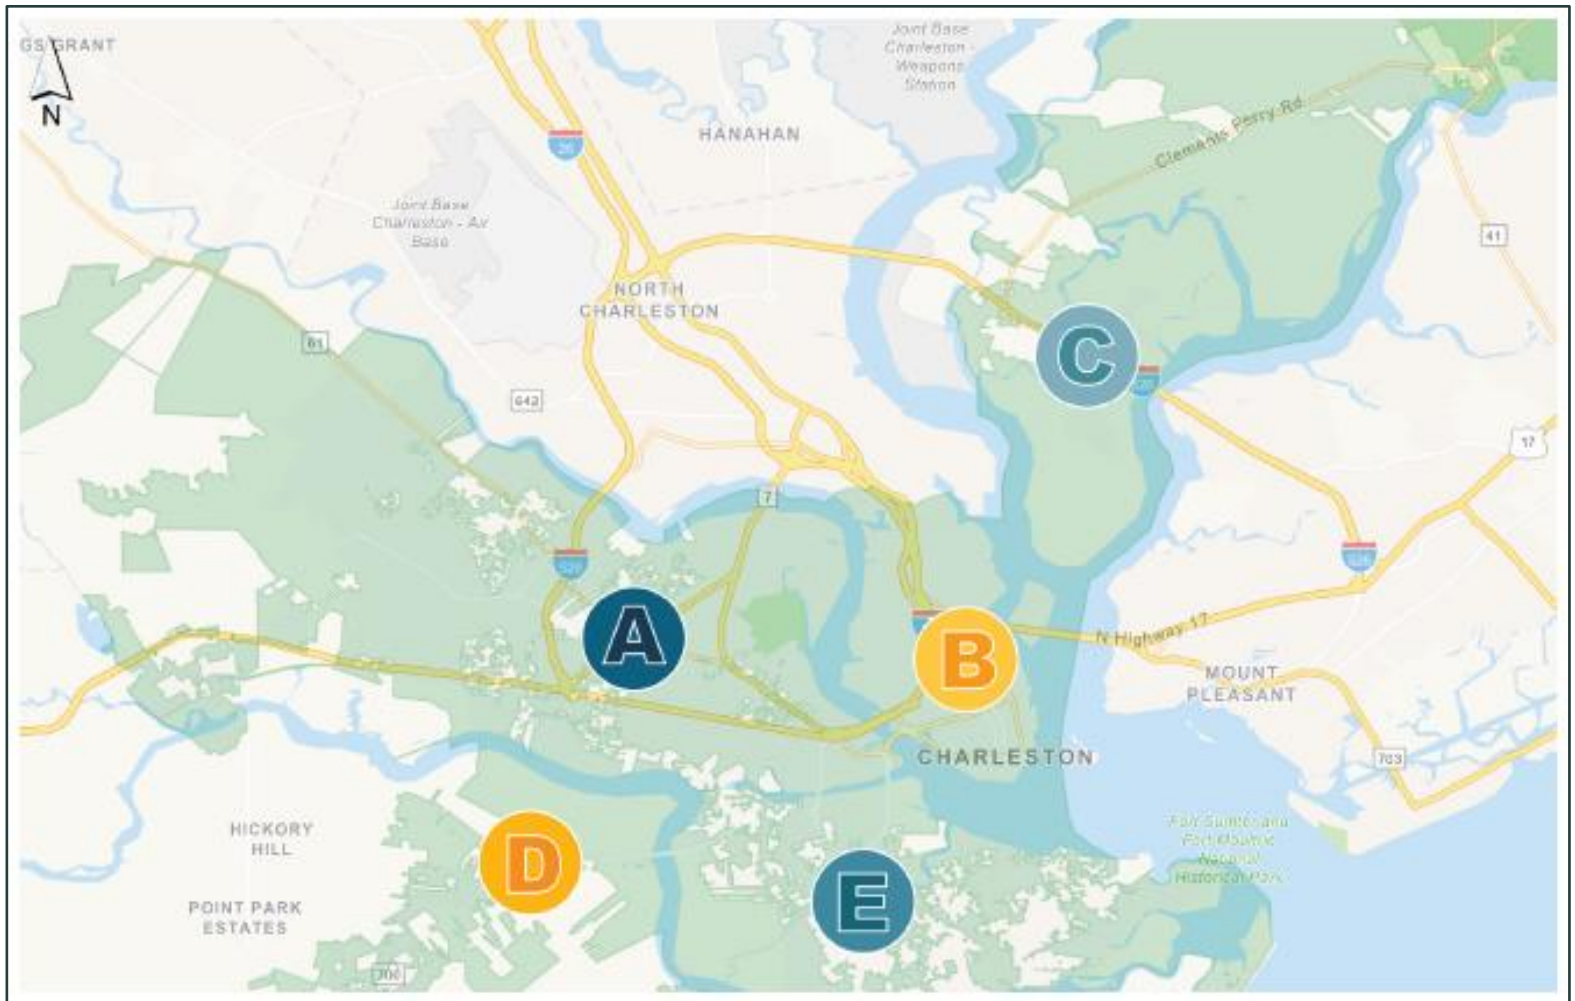 GS GRANT
N
Joint Base
Charleston -
Weapons
Station
HANAHAN
26
Clements Ferry Rd
Joint Base
Charleston - Air
Base
41
NORTH
CHARLESTON
61
C
642
17
7
526
526
A
B
N Highway 17
MOUNT
PLEASANT
CHARLESTON
703
HICKORY
HILL
Fort Sumter and
Fort Moultrie
National
Historical Park
D
E
POINT PARK
ESTATES
700